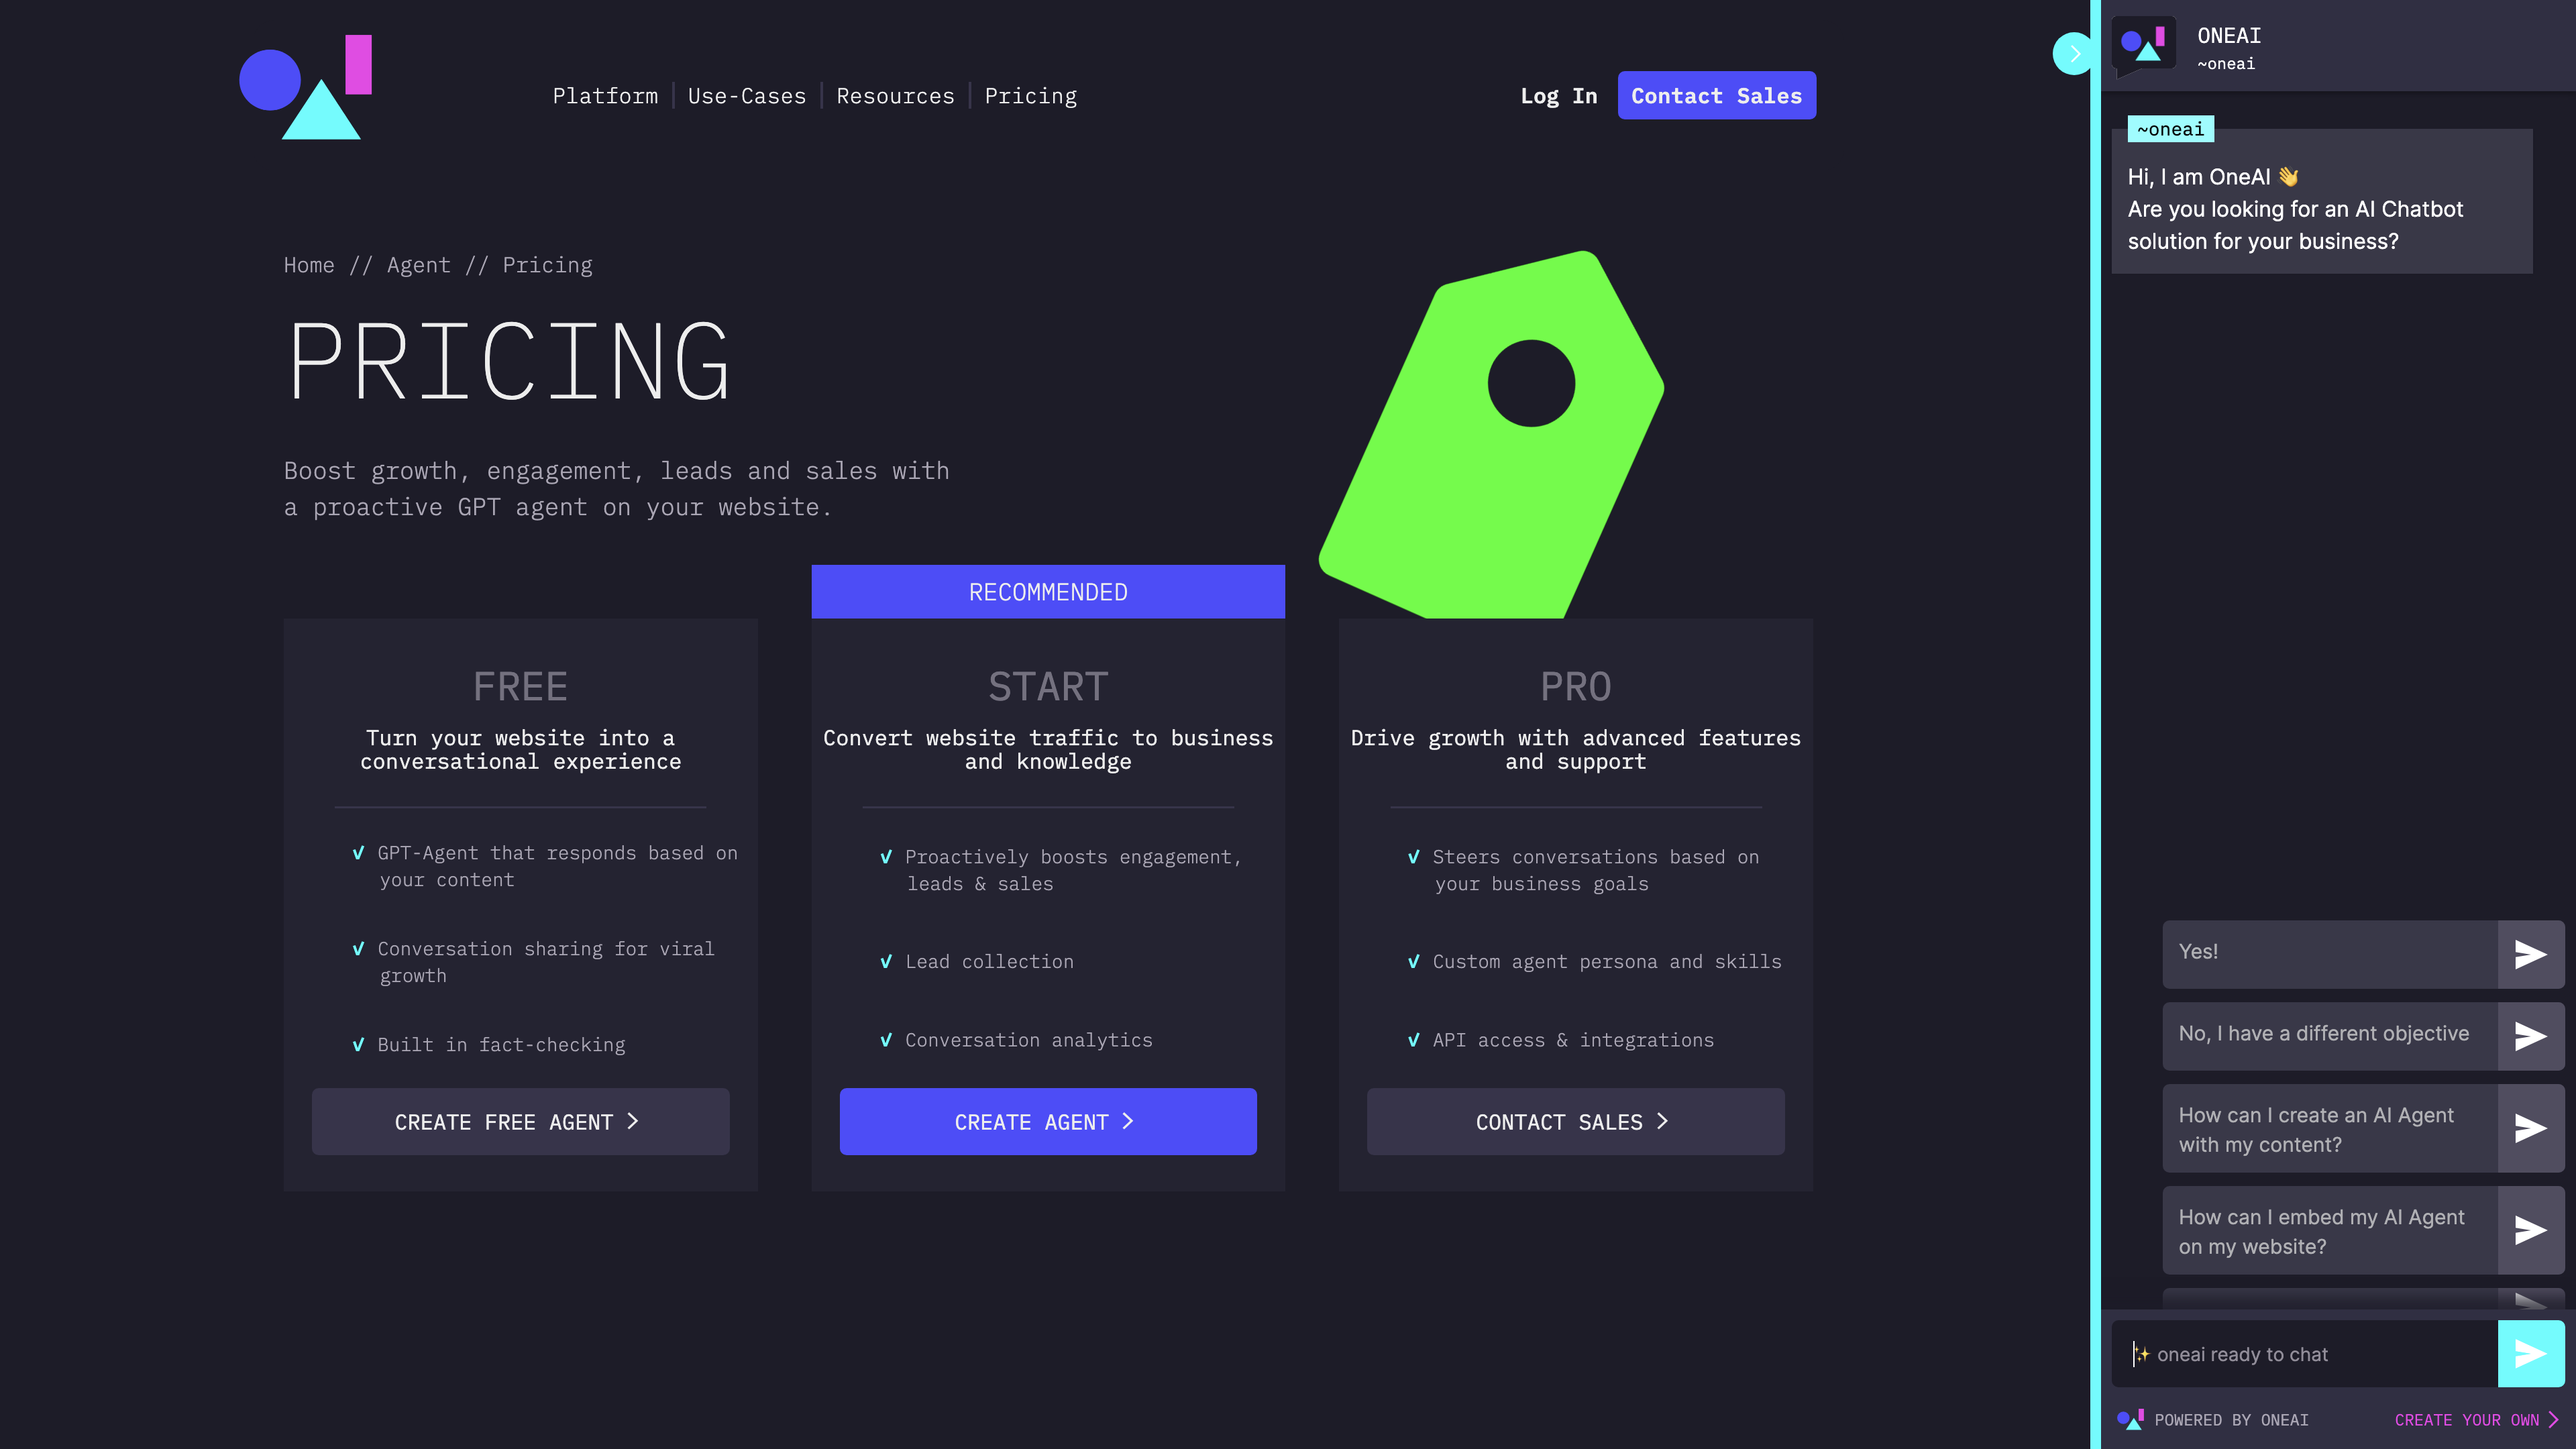 Platform
Use-Cases
Resources
Pricing
Log In
Contact Sales
Home // Agent // Pricing
PRICING
Boost growth, engagement, leads and sales with
a proactive GPT agent on your website.
FREE
Turn your website into a
conversational experience
GPT-Agent that responds based on
your content
Conversation sharing for viral
growth
Built in fact-checking
CREATE FREE AGENT
RECOMMENDED
START
Convert website traffic to business
and knowledge
Proactively boosts engagement,
leads & sales
Lead collection
Conversation analytics
CREATE AGENT
PRO
Drive growth with advanced features
and support
Steers conversations based on
your business goals
Custom agent persona and skills
API access & integrations
CONTACT SALES
ONEAI
~oneai
~oneai
Hi, I am OneAI 👋
Are you looking for an AI Chatbot
solution for your business?
Yes!
No, I have a different objective
How can I create an AI Agent
with my content?
How can I embed my AI Agent
on my website?
✨ oneai ready to chat
POWERED BY ONEAI
CREATE YOUR OWN